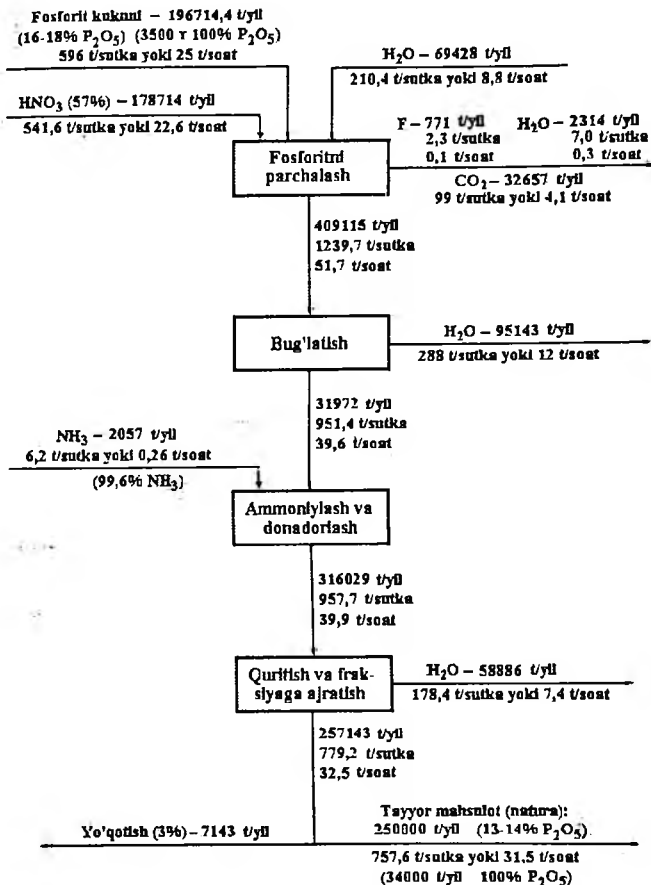 Fosforit kukuni – 196714,4 t/yil
(16-18% P₂O₅) (3500 т 100% P₂O₅)
596 t/sutka yoki 25 t/soat
H₂O – 69428 t/yil
210,4 t/sutka yoki 8,8 t/soat
HNO₃ (57%) – 178714 t/yil
541,6 t/sutka yoki 22,6 t/soat
F – 771 t/yil
2,3 t/sutka
0,1 t/soat
H₂O – 2314 t/yil
7,0 t/sutka
0,3 t/soat
Fosforitni
parchalash
CO₂ – 32657 t/yil
99 t/sutka yoki 4,1 t/soat
409115 t/yil
1239,7 t/sutka
51,7 t/soat
Bug'latish
H₂O – 95143 t/yil
288 t/sutka yoki 12 t/soat
31972 t/yil
951,4 t/sutka
39,6 t/soat
NH₃ – 2057 t/yil
6,2 t/sutka yoki 0,26 t/soat
(99,6% NH₃)
Ammoniylash va
donadorlash
316029 t/yil
957,7 t/sutka
39,9 t/soat
Quritish va frak-
siyaga ajratish
H₂O – 58886 t/yil
178,4 t/sutka yoki 7,4 t/soat
257143 t/yil
779,2 t/sutka
32,5 t/soat
Yo'qotish (3%) – 7143 t/yil
Tayyor mahsulot (natura):
250000 t/yil (13-14% P₂O₅)
757,6 t/sutka yoki 31,5 t/soat
(34000 t/yil 100% P₂O₅)